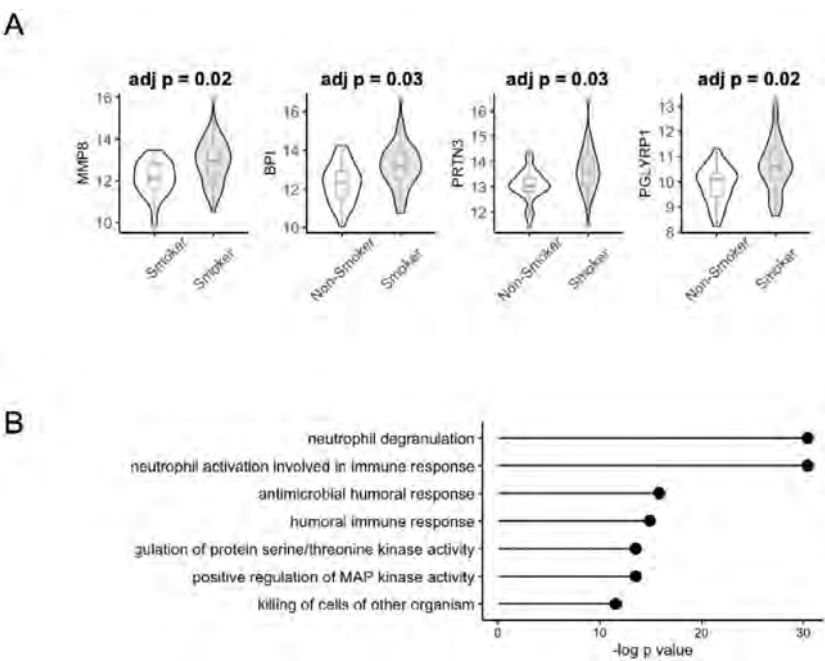 A
adj p = 0.02
adj p = 0.03
adj p = 0.03
adj p = 0.02
MMP8
16
14
12
10
Smoker
Smoker
BPI
16
14
12
10
Non-Smoker
Smoker
PRTN3
16
15
14
13
12
Non-Smoker
Smoker
PGLYRP1
13
12
11
10
9
8
Non-Smoker
Smoker
B
neutrophil degranulation
neutrophil activation involved in immune response
antimicrobial humoral response
humoral immune response
gulation of protein serine/threonine kinase activity
positive regulation of MAP kinase activity
killing of cells of other organism
0
10
20
30
-log p value